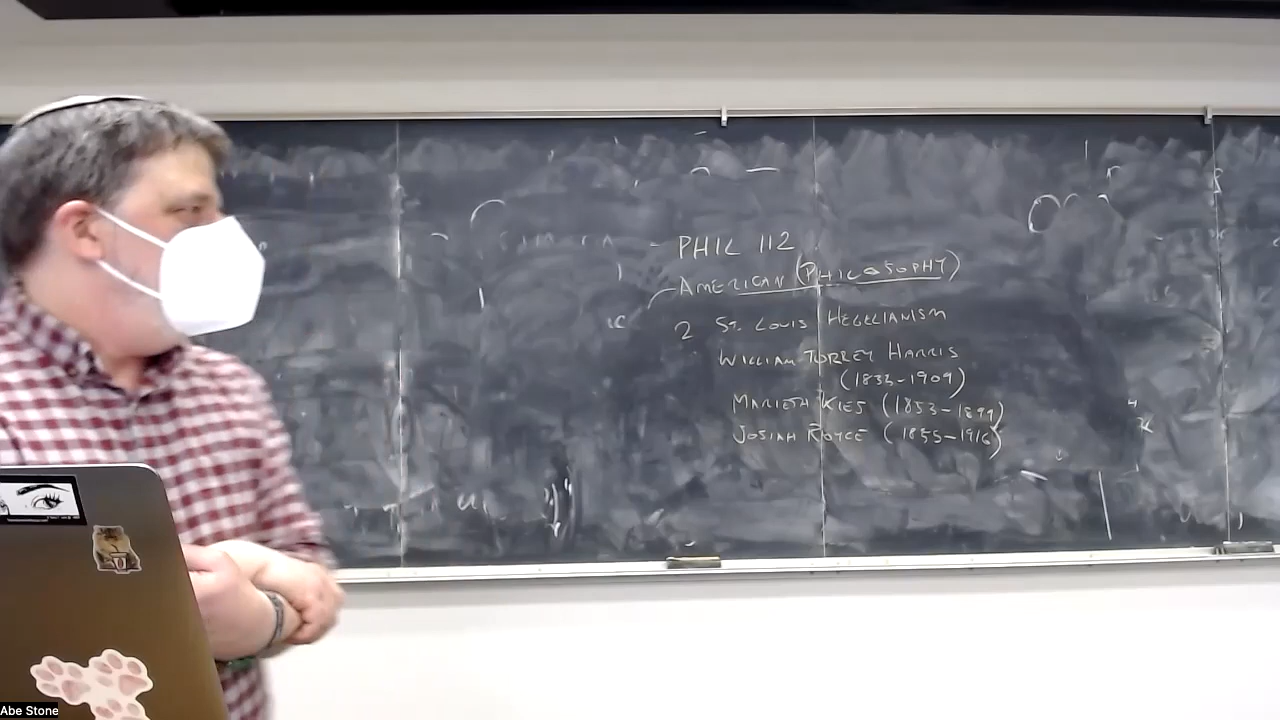 PHIL 112
AMERICAN (PHILOSOPHY)
2 ST. LOUIS HEGELIANISM
WILLIAM TORREY HARRIS
(1835-1909)
MARIETTA KIES (1853-1899)
JOSIAH ROYCE (1855-1916)
Abe Stone